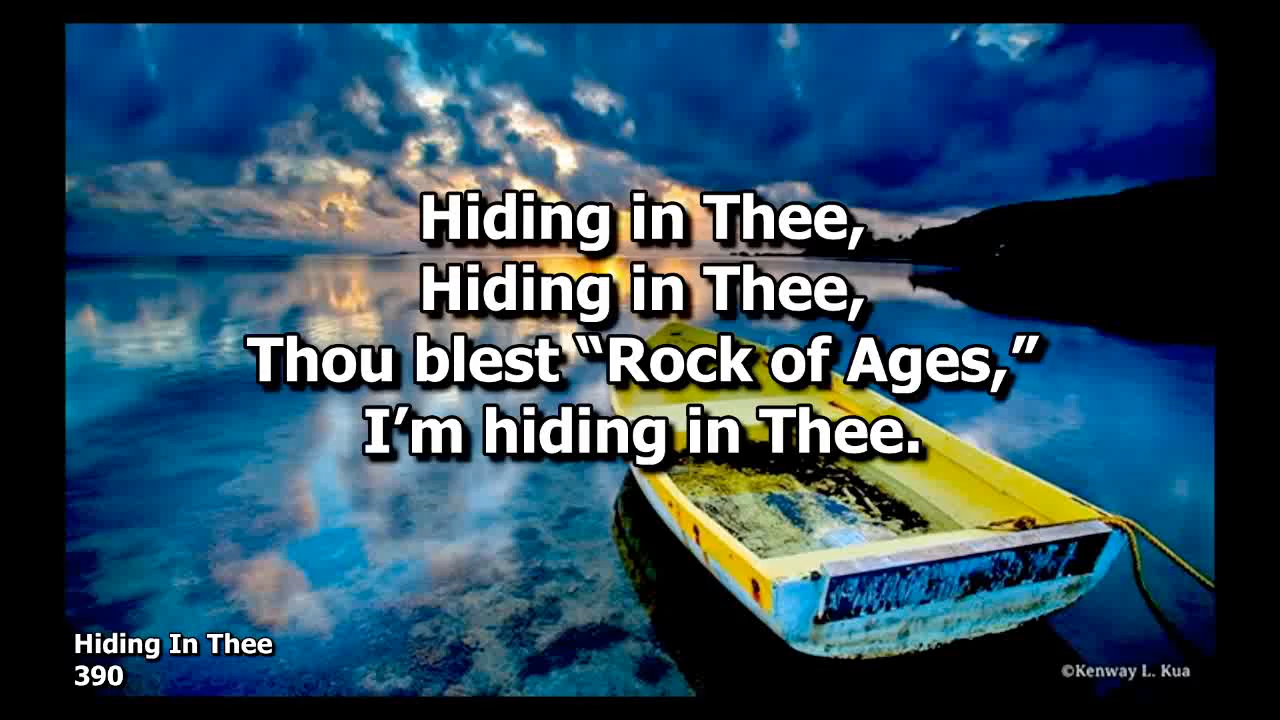 Hiding in Thee,
Hiding in Thee,
Thou blest “Rock of Ages,”
I’m hiding in Thee.
Hiding In Thee
390
©Kenway L. Kua